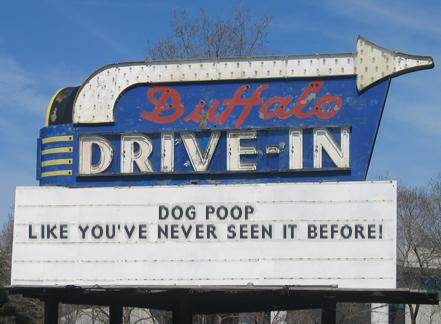 Buffalo
DRIVE-IN
DOG POOP
LIKE YOU'VE NEVER SEEN IT BEFORE!